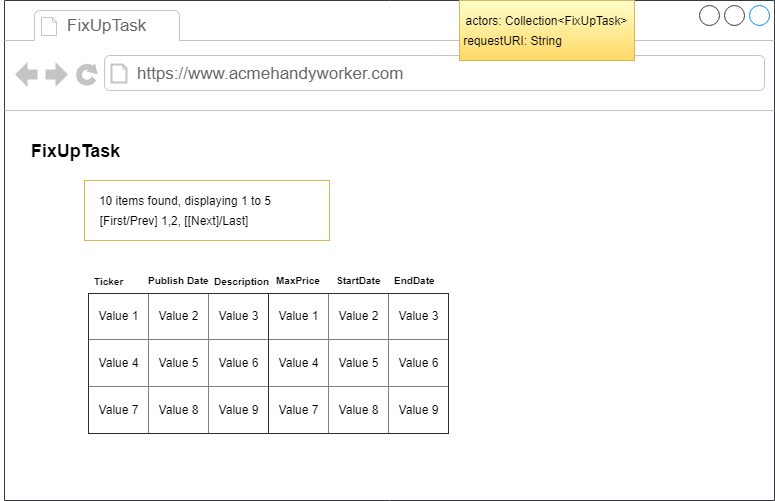 FixUpTask
actors: Collection<FixUpTask>
requestURI: String
https://www.acmehandyworker.com
FixUpTask
10 items found, displaying 1 to 5
[First/Prev] 1,2, [[Next]/Last]
Ticker Publish Date Description MaxPrice StartDate EndDate
Value 1 Value 2 Value 3 Value 1 Value 2 Value 3
Value 4 Value 5 Value 6 Value 4 Value 5 Value 6
Value 7 Value 8 Value 9 Value 7 Value 8 Value 9